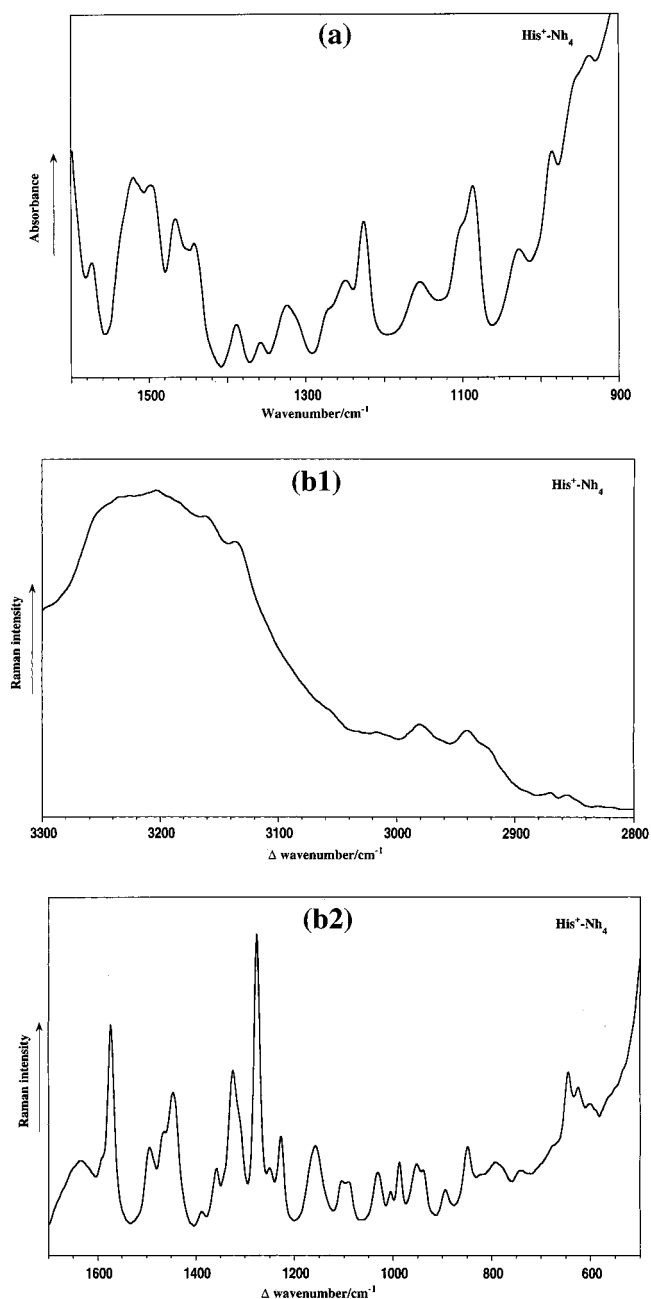 (a)
His⁺-Nh₄
Absorbance
1500 1300 1100 900
Wavenumber/cm⁻¹
(b1)
His⁺-Nh₄
Raman intensity
3300 3200 3100 3000 2900 2800
Δ wavenumber/cm⁻¹
(b2)
His⁺-Nh₄
Raman intensity
1600 1400 1200 1000 800 600
Δ wavenumber/cm⁻¹